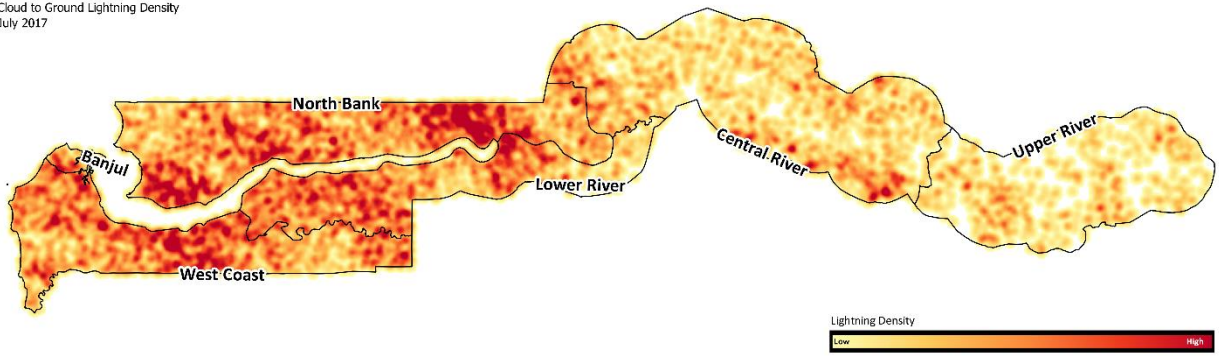 Cloud to Ground Lightning Density
July 2017
North Bank
Banjul
Lower River
Central River
Upper River
West Coast
Lightning Density
Low
High